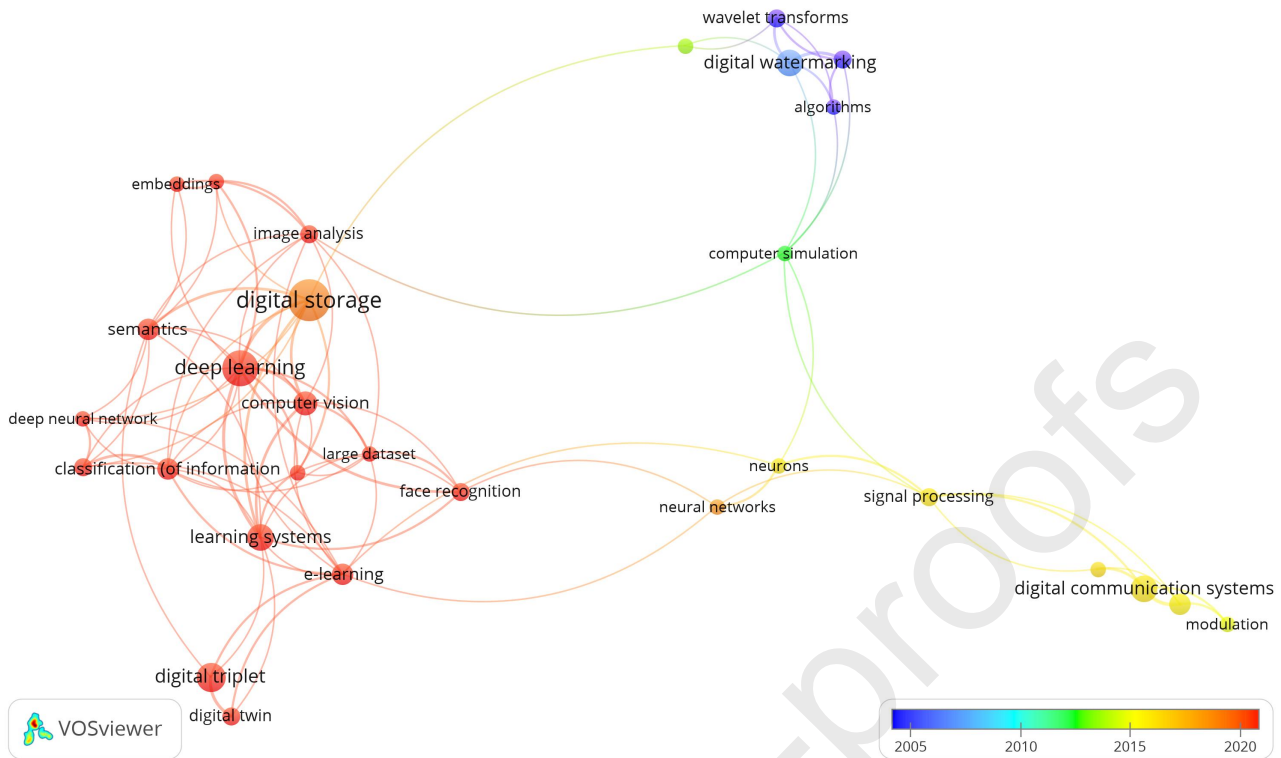 wavelet transforms
digital watermarking
algorithms
embeddings
image analysis
computer simulation
digital storage
semantics
deep learning
computer vision
deep neural network
large dataset
classification (of information
neurons
face recognition
signal processing
neural networks
learning systems
e-learning
digital communication systems
modulation
digital triplet
digital twin
proofs
VOSviewer
2005 2010 2015 2020